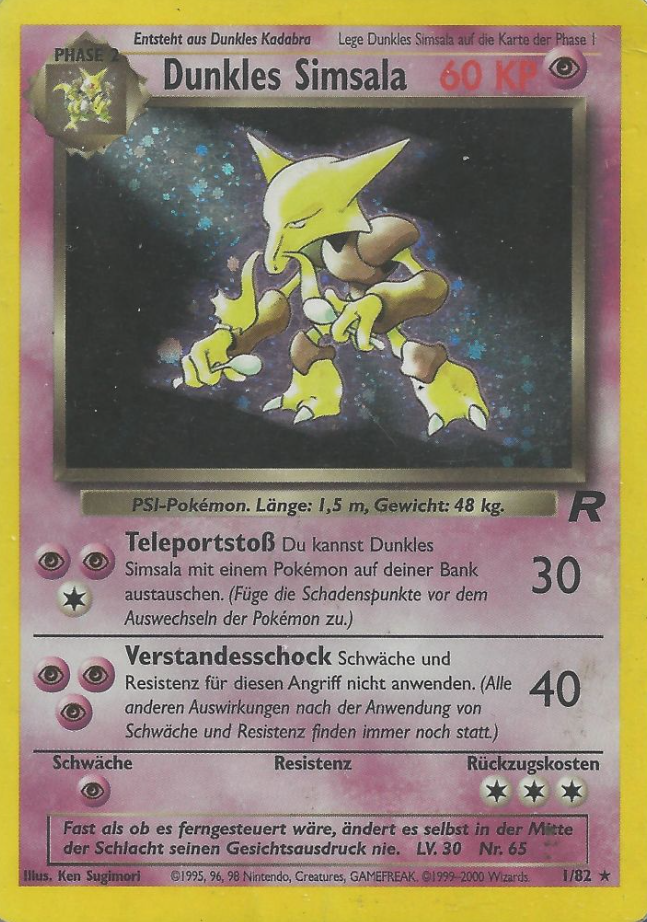 Entsteht aus Dunkles Kadabra Lege Dunkles Simsala auf die Karte der Phase 1
PHASE 2
Dunkles Simsala 60 KP
PSI-Pokémon. Länge: 1,5 m, Gewicht: 48 kg.
R
Teleportstoß Du kannst Dunkles
Simsala mit einem Pokémon auf deiner Bank
austauschen. (Füge die Schadenspunkte vor dem
Auswechseln der Pokémon zu.)
30
Verstandesschock Schwäche und
Resistenz für diesen Angriff nicht anwenden. (Alle
anderen Auswirkungen nach der Anwendung von
Schwäche und Resistenz finden immer noch statt.)
40
Schwäche Resistenz Rückzugskosten
Fast als ob es ferngesteuert wäre, ändert es selbst in der Mitte
der Schlacht seinen Gesichtsausdruck nie. LV. 30 Nr. 65
Illus. Ken Sugimori ©1995, 96, 98 Nintendo, Creatures, GAMEFREAK. ©1999-2000 Wizards. 1/82 ★